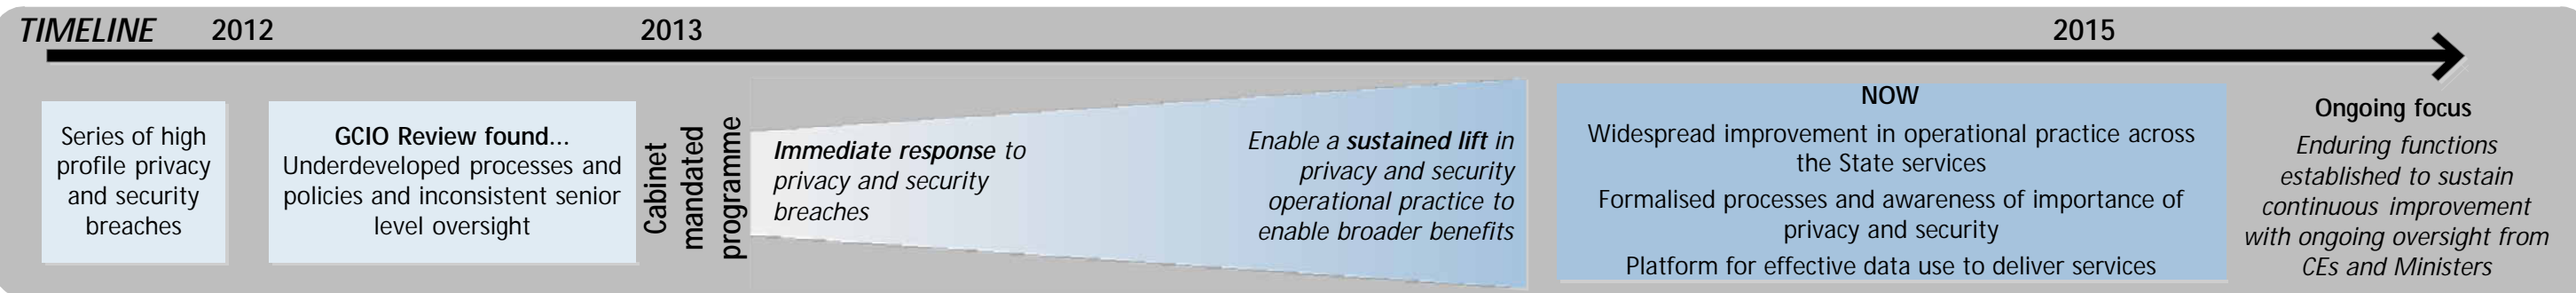 TIMELINE 2012 2013 2015
Series of high
profile privacy
and security
breaches
GCIO Review found...
Underdeveloped processes and
policies and inconsistent senior
level oversight
Cabinet
mandated
programme
Immediate response to
privacy and security
breaches
Enable a sustained lift in
privacy and security
operational practice to
enable broader benefits
NOW
Widespread improvement in operational practice across
the State services
Formalised processes and awareness of importance of
privacy and security
Platform for effective data use to deliver services
Ongoing focus
Enduring functions
established to sustain
continuous improvement
with ongoing oversight from
CEs and Ministers